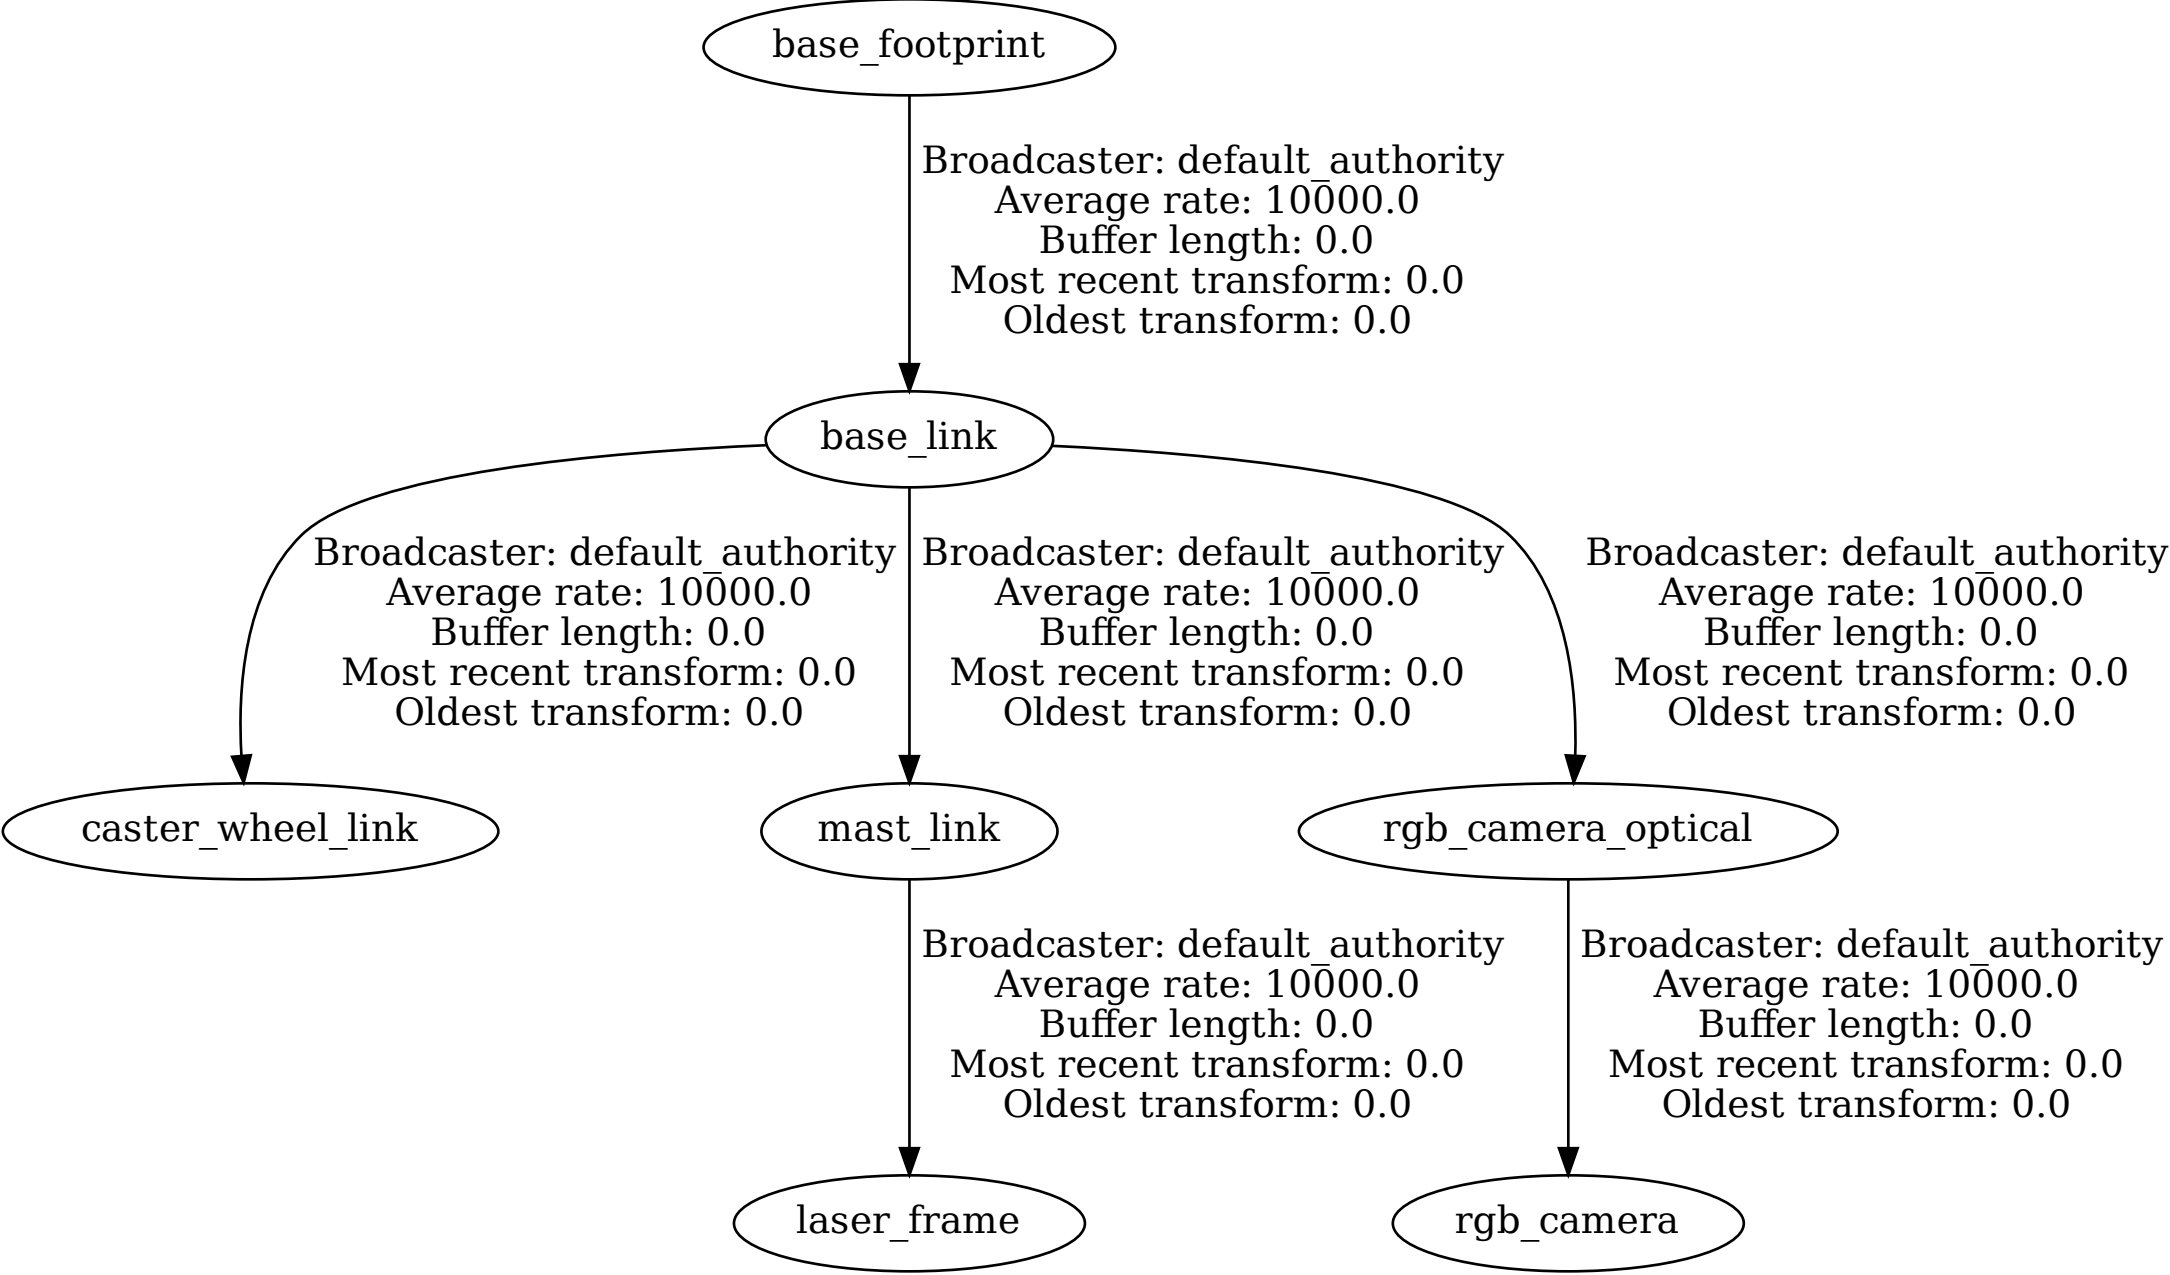 base_footprint
Broadcaster: default_authority
Average rate: 10000.0
Buffer length: 0.0
Most recent transform: 0.0
Oldest transform: 0.0
base_link
Broadcaster: default_authority
Average rate: 10000.0
Buffer length: 0.0
Most recent transform: 0.0
Oldest transform: 0.0
Broadcaster: default_authority
Average rate: 10000.0
Buffer length: 0.0
Most recent transform: 0.0
Oldest transform: 0.0
Broadcaster: default_authority
Average rate: 10000.0
Buffer length: 0.0
Most recent transform: 0.0
Oldest transform: 0.0
caster_wheel_link
mast_link
rgb_camera_optical
Broadcaster: default_authority
Average rate: 10000.0
Buffer length: 0.0
Most recent transform: 0.0
Oldest transform: 0.0
Broadcaster: default_authority
Average rate: 10000.0
Buffer length: 0.0
Most recent transform: 0.0
Oldest transform: 0.0
laser_frame
rgb_camera